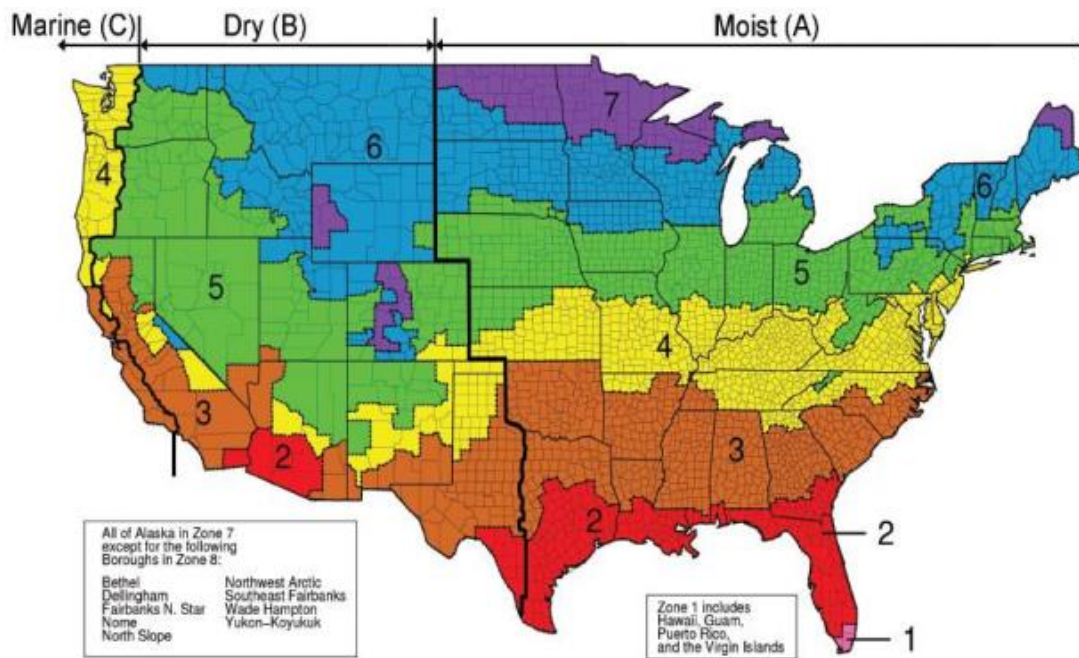 Marine (C)
Dry (B)
Moist (A)
7
6
6
4
6
5
5
4
3
3
2
2
2
1
All of Alaska in Zone 7
except for the following
Boroughs in Zone 8:
Bethel
Dellingham
Fairbanks N. Star
Nome
North Slope
Northwest Arctic
Southeast Fairbanks
Wade Hampton
Yukon-Koyukuk
Zone 1 includes
Hawaii, Guam,
Puerto Rico,
and the Virgin Islands